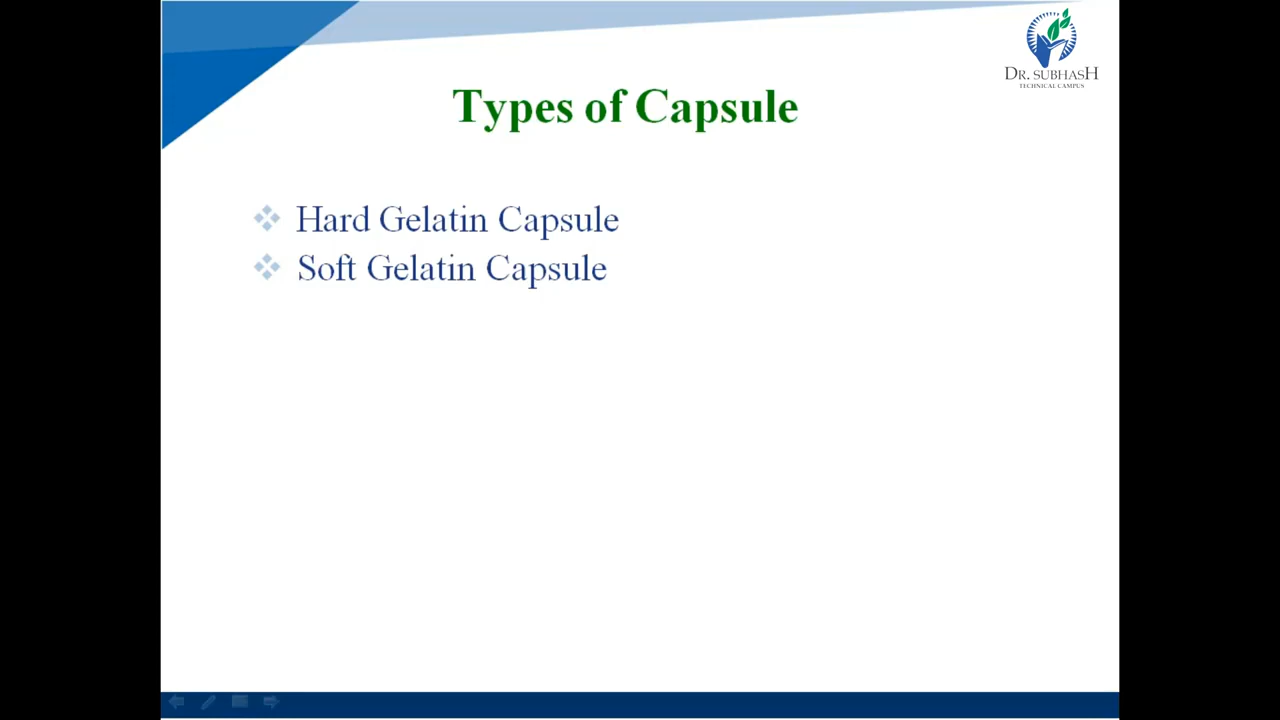 DR. SUBHASH
TECHNICAL CAMPUS
Types of Capsule
Hard Gelatin Capsule
Soft Gelatin Capsule